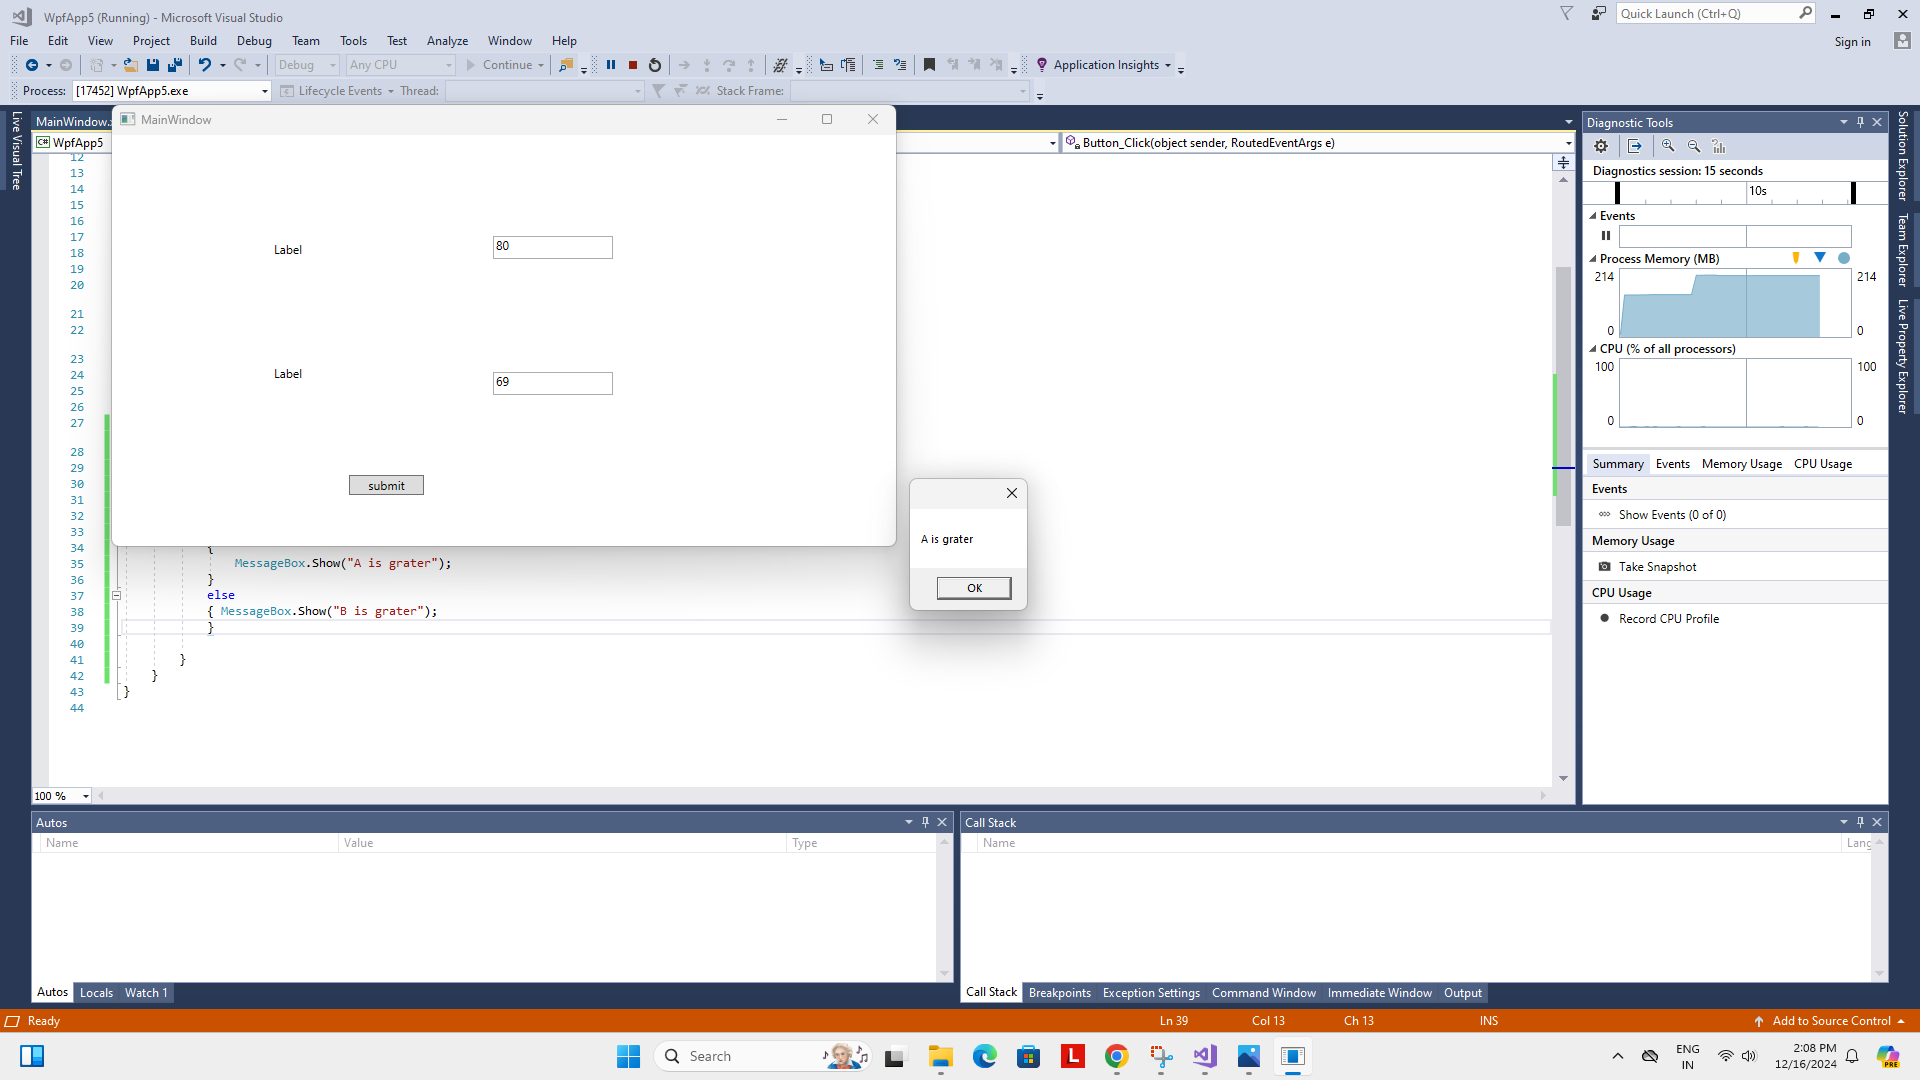 WpfApp5 (Running) - Microsoft Visual Studio
Quick Launch (Ctrl+Q)
File Edit View Project Build Debug Team Tools Test Analyze Window Help
Sign in
Debug Any CPU Continue Application Insights
Process: [17452] WpfApp5.exe Lifecycle Events Thread: Stack Frame:
Live Visual Tree
MainWindow.
C# WpfApp5
Button_Click(object sender, RoutedEventArgs e)
MainWindow
Label 80
Label 69
submit
A is grater
OK
12
13
14
15
16
17
18
19
20
21
22
23
24
25
26
27
28
29
30
31
32
33
34 {
35 MessageBox.Show("A is grater");
36 }
37 else
38 { MessageBox.Show("B is grater");
39 }
40
41 }
42 }
43 }
44
100 %
Diagnostic Tools
Diagnostics session: 15 seconds
10s
Events
Process Memory (MB)
214 214
0 0
CPU (% of all processors)
100 100
0 0
Summary Events Memory Usage CPU Usage
Events
Show Events (0 of 0)
Memory Usage
Take Snapshot
CPU Usage
Record CPU Profile
Solution Explorer
Team Explorer
Live Property Explorer
Autos
Name Value Type
Autos Locals Watch 1
Call Stack
Name Lang
Call Stack Breakpoints Exception Settings Command Window Immediate Window Output
Ready Ln 39 Col 13 Ch 13 INS Add to Source Control
Search
L
PRE
ENG
IN
2:08 PM
12/16/2024